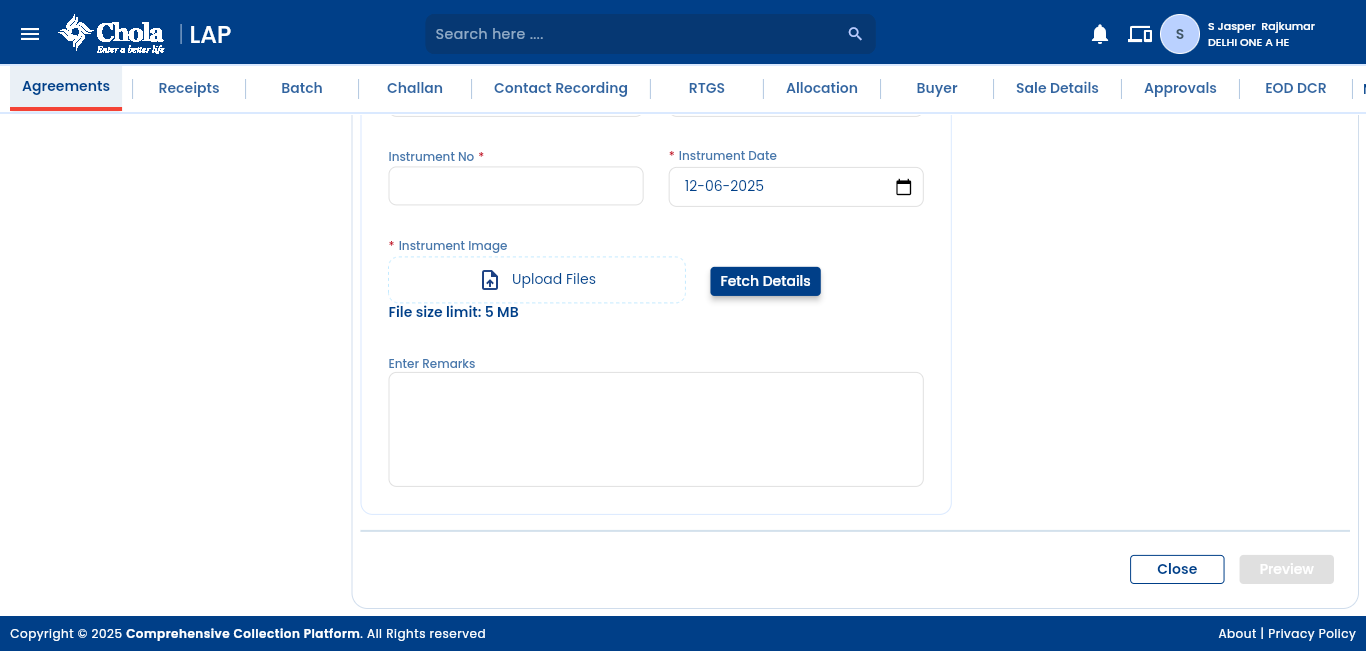 Chola
Enter a better life
LAP
Search here ....
S
S Jasper Rajkumar
DELHI ONE A HE
Agreements
Receipts
Batch
Challan
Contact Recording
RTGS
Allocation
Buyer
Sale Details
Approvals
EOD DCR
Instrument No *
* Instrument Date
12-06-2025
* Instrument Image
Upload Files
Fetch Details
File size limit: 5 MB
Enter Remarks
Close
Preview
Copyright © 2025 Comprehensive Collection Platform. All Rights reserved
About | Privacy Policy